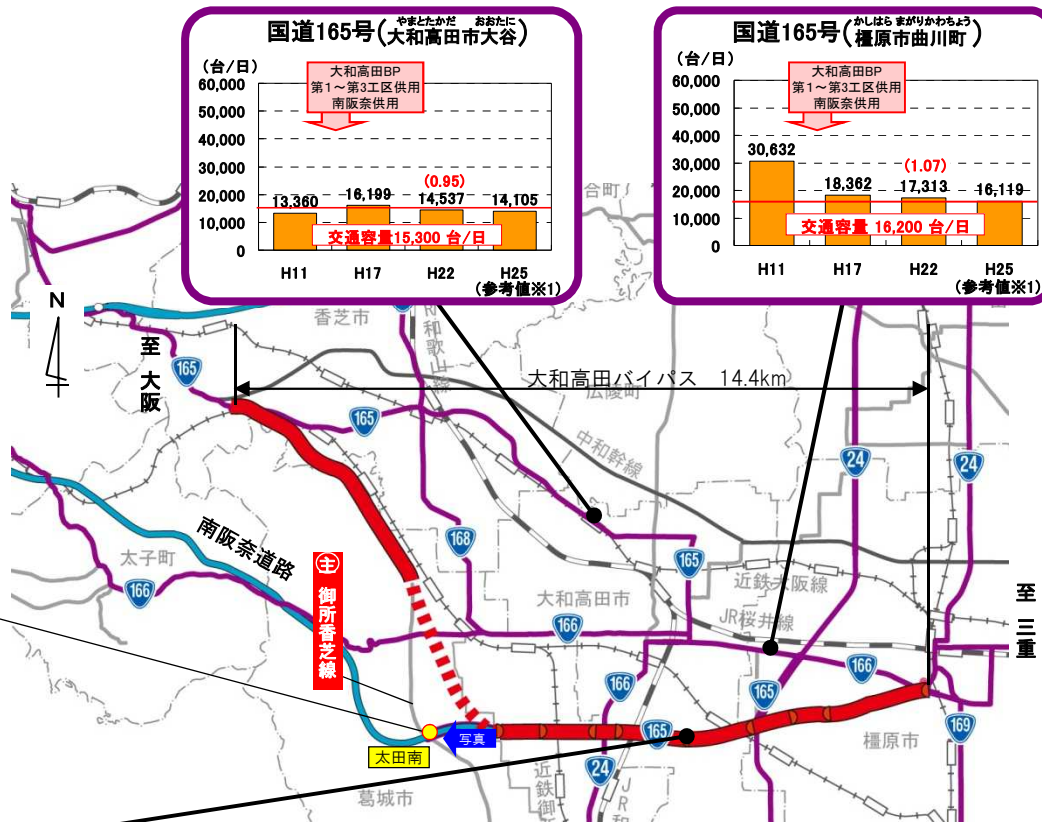 国道165号(大和高田市大谷)
やまとたかだ おおたに
(台/日)
60,000
50,000
40,000
30,000
20,000
10,000
0
大和高田BP
第1～第3工区供用
南阪奈供用
13,360
16,199
(0.95)
14,537
14,105
交通容量15,300 台/日
H11
H17
H22
H25
(参考値※1)
国道165号(橿原市曲川町)
かしはら まがりかわちょう
(台/日)
60,000
50,000
40,000
30,000
20,000
10,000
0
大和高田BP
第1～第3工区供用
南阪奈供用
30,632
18,362
(1.07)
17,313
16,119
交通容量 16,200 台/日
H11
H17
H22
H25
(参考値※1)
合町
N
香芝市
JR和歌山線
至 大阪
165
大和高田バイパス 14.4km
広陵町
165
中和幹線
24
24
南阪奈道路
太子町
166
168
165
近鉄大阪線
主 御所香芝線
大和高田市
166
JR桜井線
至 三重
166
165
166
169
165
写真
太田南
橿原市
葛城市
24
近鉄御
JR和